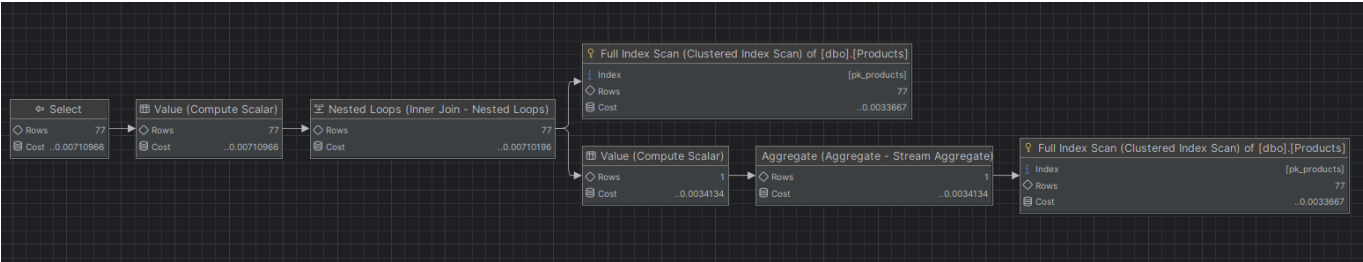 Select
Rows 77
Cost ..0.00710966
Value (Compute Scalar)
Rows 77
Cost ..0.00710966
Nested Loops (Inner Join - Nested Loops)
Rows 77
Cost ..0.00710196
Full Index Scan (Clustered Index Scan) of [dbo].[Products]
Index [pk_products]
Rows 77
Cost ..0.0033667
Value (Compute Scalar)
Rows 1
Cost ..0.0034134
Aggregate (Aggregate - Stream Aggregate)
Rows 1
Cost ..0.0034134
Full Index Scan (Clustered Index Scan) of [dbo].[Products]
Index [pk_products]
Rows 77
Cost ..0.0033667